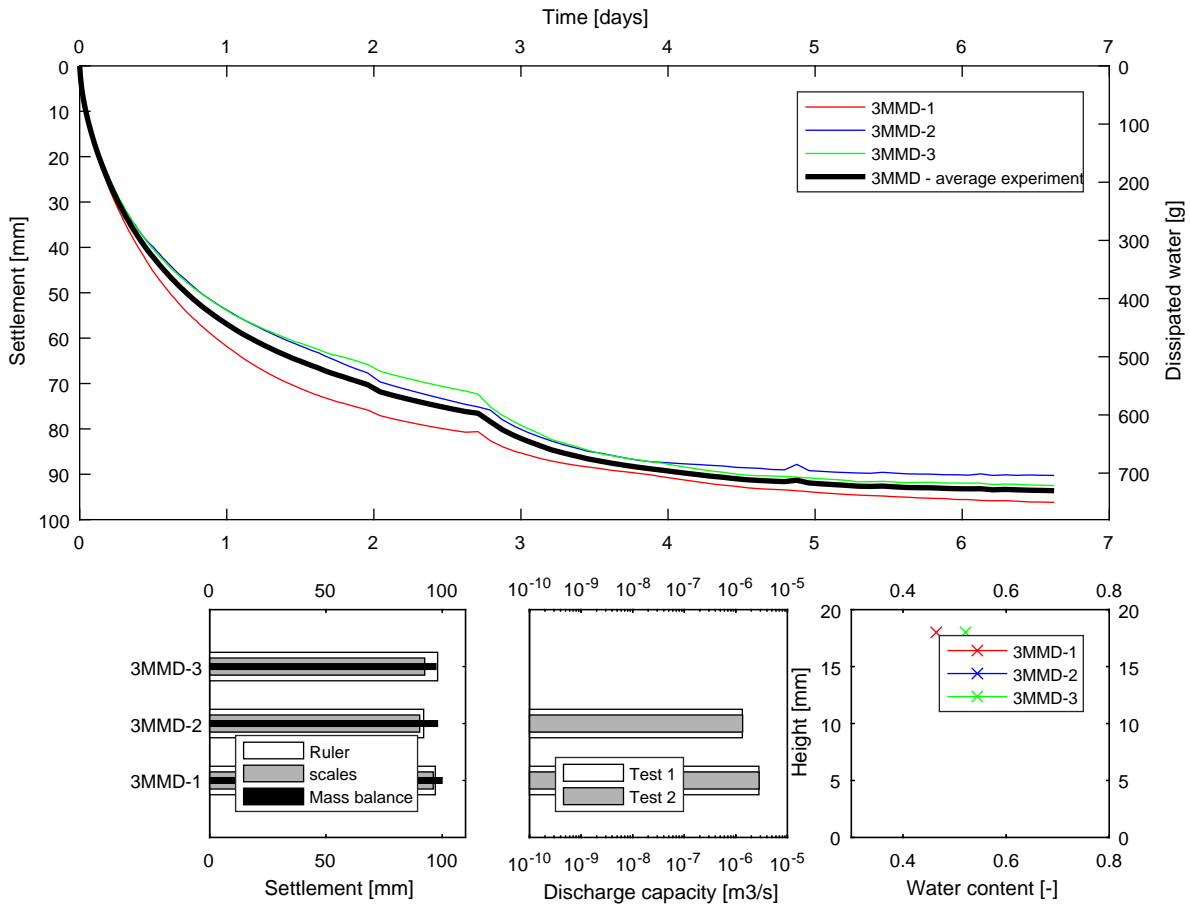 Time [days]
0 1 2 3 4 5 6 7
0 0
10
100
20
200
30
300
40
50
400
60
500
70
600
80
90
700
100
Settlement [mm]
Dissipated water [g]
3MMD-1
3MMD-2
3MMD-3
3MMD - average experiment
0 1 2 3 4 5 6 7
0 50 100
3MMD-3
3MMD-2
3MMD-1
Ruler
scales
Mass balance
0 50 100
Settlement [mm]
10-10 10-9 10-8 10-7 10-6 10-5
Test 1
Test 2
10-10 10-9 10-8 10-7 10-6 10-5
Discharge capacity [m3/s]
0.4 0.6 0.8
20 20
15 15
10 10
5 5
0 0
Height [mm]
3MMD-1
3MMD-2
3MMD-3
0.4 0.6 0.8
Water content [-]